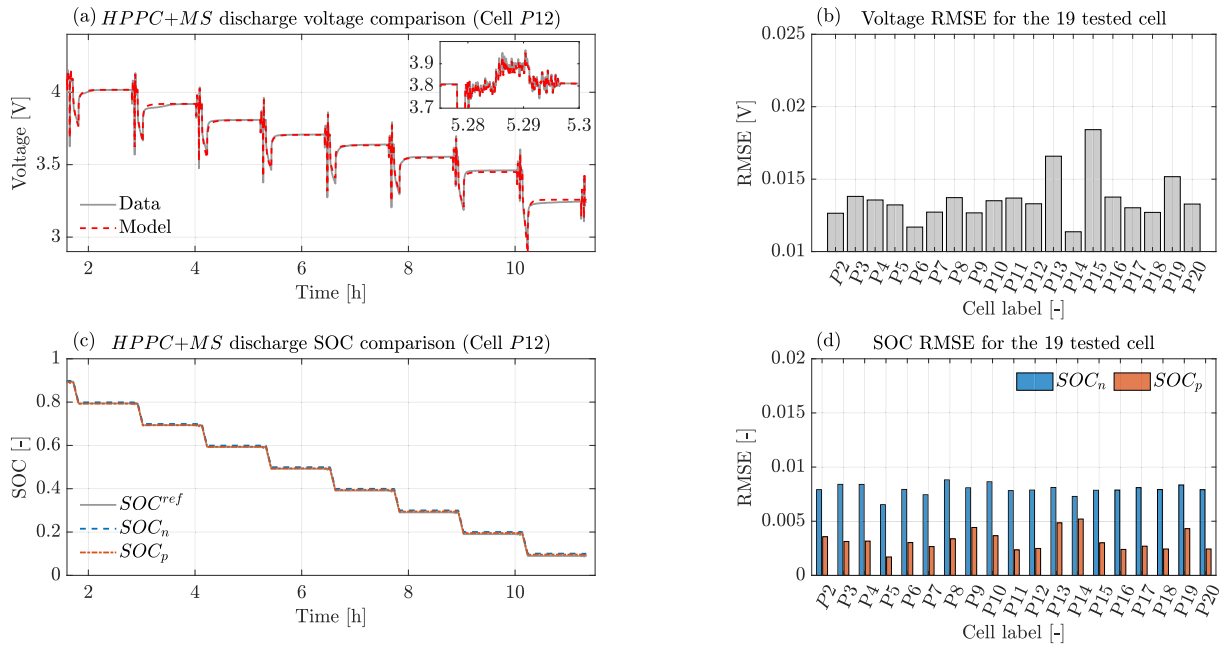 (a) HPPC+MS discharge voltage comparison (Cell P12)
Voltage [V]
4
3.5
3
3.9
3.8
3.7
5.28
5.29
5.3
Data
Model
2
4
6
8
10
Time [h]
(b) Voltage RMSE for the 19 tested cell
RMSE [V]
0.025
0.02
0.015
0.01
P2
P3
P4
P5
P6
P7
P8
P9
P10
P11
P12
P13
P14
P15
P16
P17
P18
P19
P20
Cell label [-]
(c) HPPC+MS discharge SOC comparison (Cell P12)
SOC [-]
1
0.8
0.6
0.4
0.2
0
SOC^ref
SOC_n
SOC_p
2
4
6
8
10
Time [h]
(d) SOC RMSE for the 19 tested cell
RMSE [-]
0.02
0.015
0.01
0.005
0
SOC_n
SOC_p
P2
P3
P4
P5
P6
P7
P8
P9
P10
P11
P12
P13
P14
P15
P16
P17
P18
P19
P20
Cell label [-]